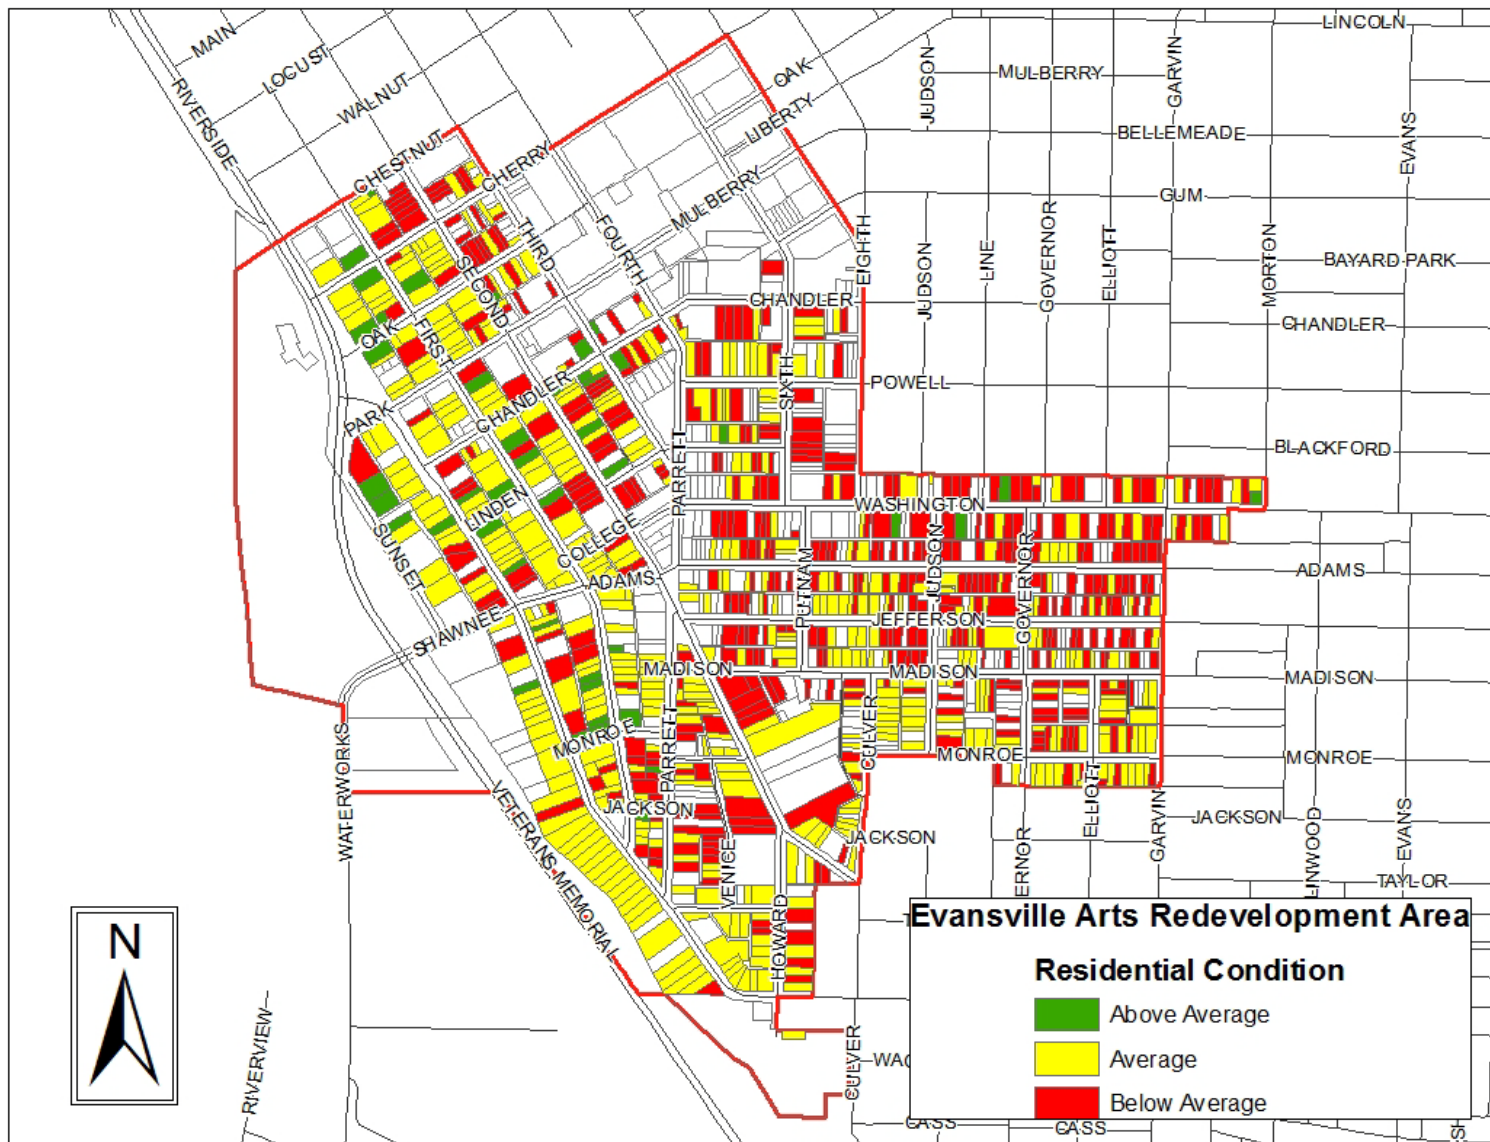 LINCOLN
MAIN
LOCUST
WALNUT
OAK
LIBERTY
JUDSON
MULBERRY
GARVIN
BELLEMEADE
EVANS
RIVERSIDE
CHESTNUT
CHERRY
MULBERRY
GUM
THIRD
FOURTH
EIGHTH
JUDSON
LINE
GOVERNOR
ELLIOTT
MORTON
BAYARD PARK
SECOND
CHANDLER
CHANDLER
OAK
FIRST
SIXTH
POWELL
PARK
CHANDLER
PARRETT
BLACKFORD
LINDEN
WASHINGTON
SUNSET
COLLEGE
ADAMS
PUTNAM
JUDSON
GOVERNOR
ADAMS
SHAWNEE
JEFFERSON
MADISON
MADISON
MADISON
MONROE
PARRETT
CULVER
MONROE
MONROE
WATERWORKS
VETERANS MEMORIAL
JACKSON
VENICE
JACKSON
ERNOR
ELLIOTT
GARVIN
JACKSON
LINWOOD
EVANS
TAYLOR
HOWARD
N
RIVERVIEW
CULVER
WAC
CASS
CASS
SH
Evansville Arts Redevelopment Area
Residential Condition
Above Average
Average
Below Average